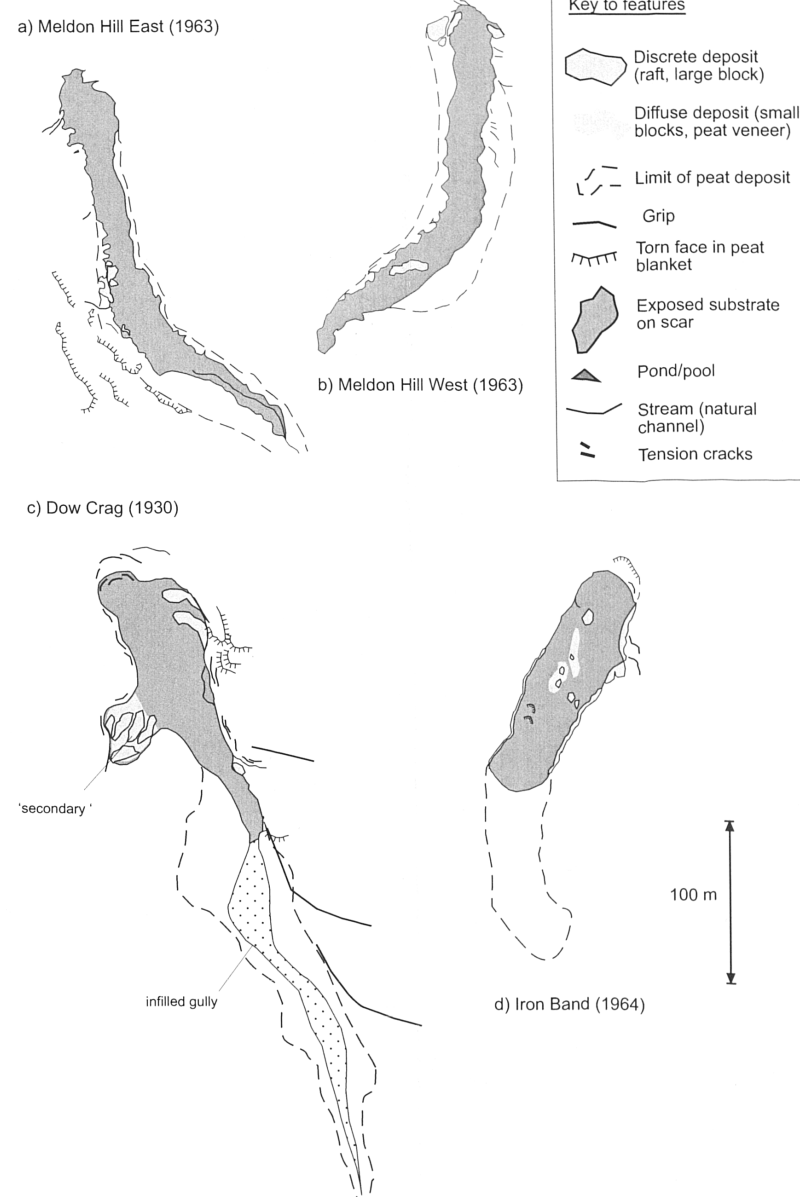 a) Meldon Hill East (1963)
Key to features
Discrete deposit
(raft, large block)
Diffuse deposit (small
blocks, peat veneer)
Limit of peat deposit
Grip
Torn face in peat
blanket
Exposed substrate
on scar
Pond/pool
Stream (natural
channel)
Tension cracks
b) Meldon Hill West (1963)
c) Dow Crag (1930)
'secondary '
infilled gully
100 m
d) Iron Band (1964)